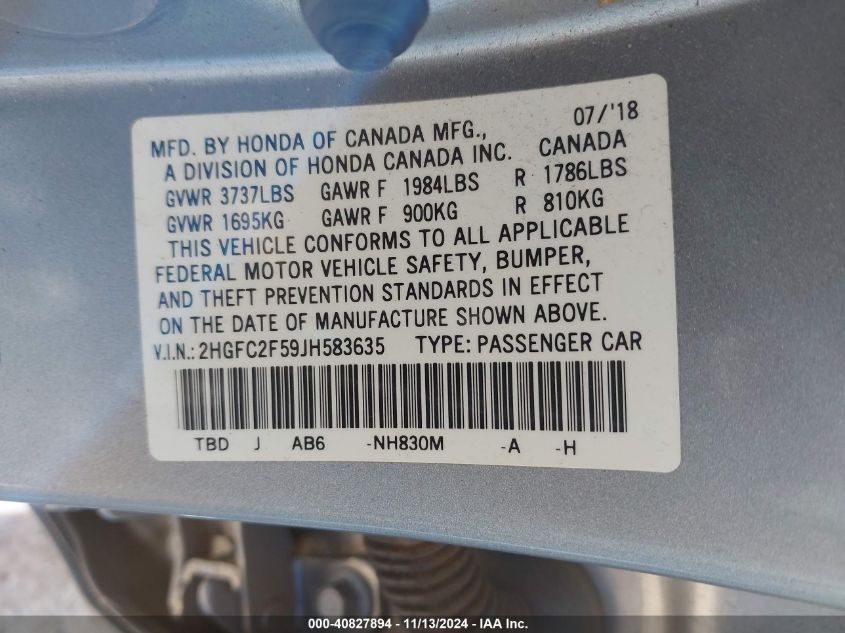 07/'18
MFD. BY HONDA OF CANADA MFG.,
A DIVISION OF HONDA CANADA INC. CANADA
GVWR 3737LBS GAWR F 1984LBS R 1786LBS
GVWR 1695KG GAWR F 900KG R 810KG
THIS VEHICLE CONFORMS TO ALL APPLICABLE
FEDERAL MOTOR VEHICLE SAFETY, BUMPER,
AND THEFT PREVENTION STANDARDS IN EFFECT
ON THE DATE OF MANUFACTURE SHOWN ABOVE.
V.I.N.: 2HGFC2F59JH583635 TYPE: PASSENGER CAR
TBD J AB6 -NH830M -A -H
000-40827894 — 11/13/2024 - IAA Inc.